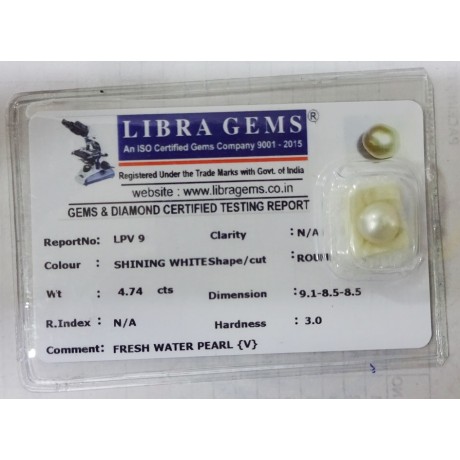 LIBRA GEMS ®
An ISO Certified Gems Company 9001 - 2015
Registered Under the Trade Marks with Govt. of India
website : www.libragems.co.in
GEMS & DIAMOND CERTIFIED TESTING REPORT
ReportNo: LPV 9 Clarity : N/A
Colour : SHINING WHITE Shape/cut : ROUN
Wt : 4.74 cts Dimension : 9.1-8.5-8.5
R.Index : N/A Hardness : 3.0
Comment: FRESH WATER PEARL {V}